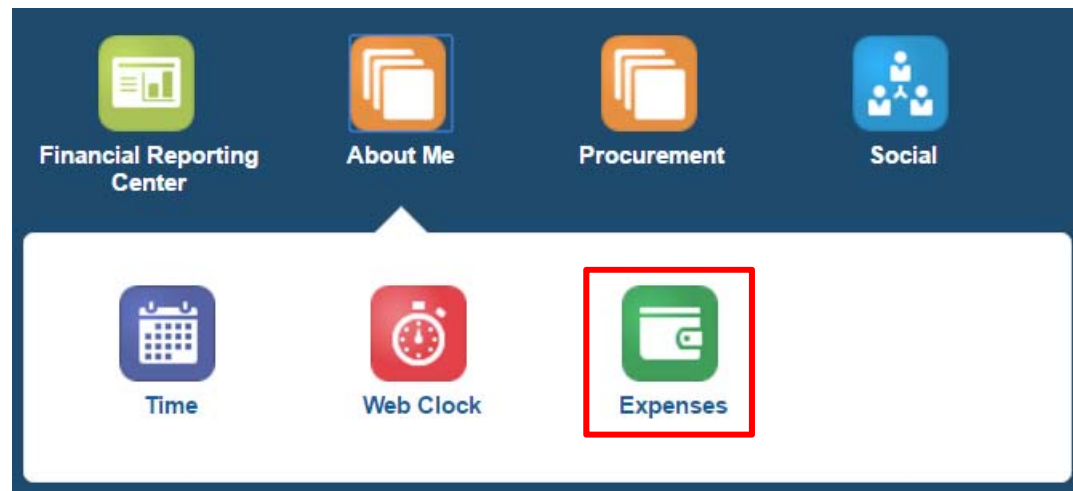 Financial Reporting
Center
About Me
Procurement
Social
Time
Web Clock
Expenses